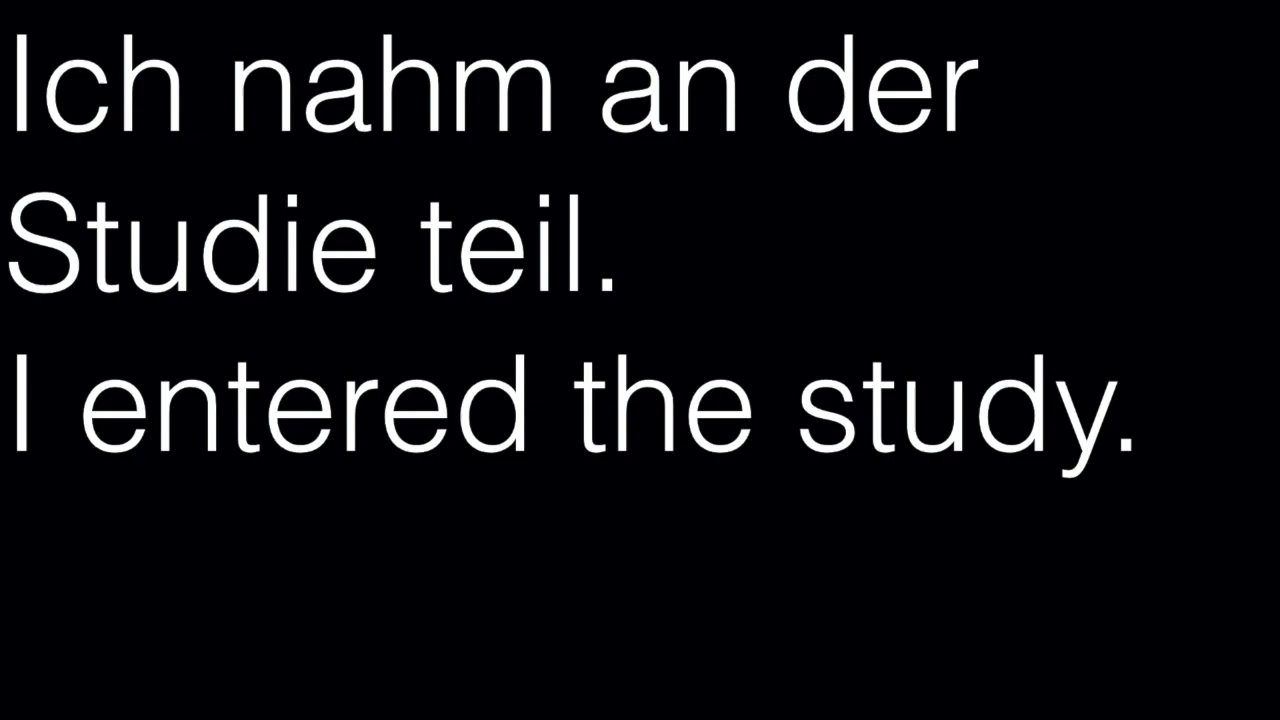 Ich nahm an der
Studie teil.
I entered the study.